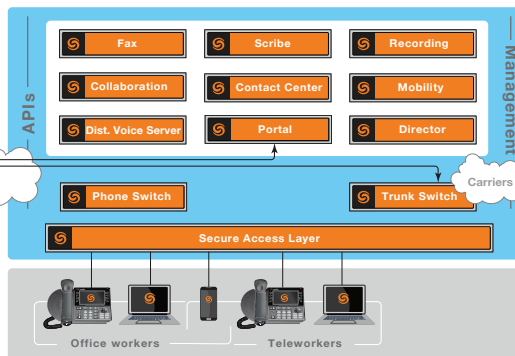 Fax
Scribe
Recording
Collaboration
Contact Center
Mobility
Dist. Voice Server
Portal
Director
APIs
Management
Phone Switch
Trunk Switch
Carriers
Secure Access Layer
Office workers
Teleworkers